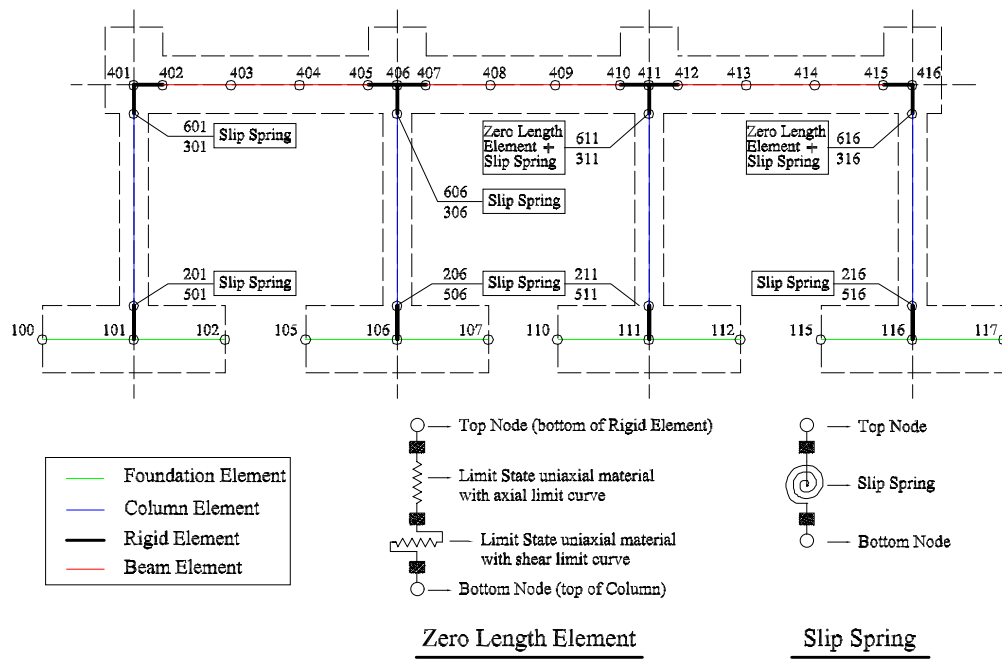 401 402 403 404 405 406 407 408 409 410 411 412 413 414 415 416
601
301
Slip Spring
Zero Length
Element +
Slip Spring
611
311
Zero Length
Element +
Slip Spring
616
316
606
306
Slip Spring
201
501
Slip Spring
206
506
Slip Spring
211
511
Slip Spring
216
516
100 101 102 105 106 107 110 111 112 115 116 117
Foundation Element
Column Element
Rigid Element
Beam Element
Top Node (bottom of Rigid Element)
Limit State uniaxial material
with axial limit curve
Limit State uniaxial material
with shear limit curve
Bottom Node (top of Column)
Zero Length Element
Top Node
Slip Spring
Bottom Node
Slip Spring